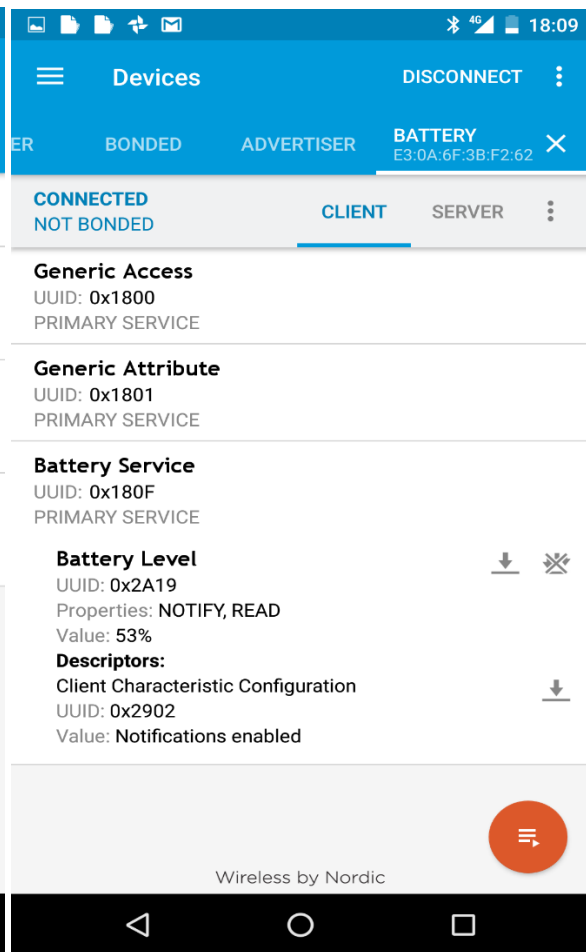 4G 18:09
Devices DISCONNECT
ER BONDED ADVERTISER BATTERY
E3:0A:6F:3B:F2:62
CONNECTED
NOT BONDED
CLIENT SERVER
Generic Access
UUID: 0x1800
PRIMARY SERVICE
Generic Attribute
UUID: 0x1801
PRIMARY SERVICE
Battery Service
UUID: 0x180F
PRIMARY SERVICE
Battery Level
UUID: 0x2A19
Properties: NOTIFY, READ
Value: 53%
Descriptors:
Client Characteristic Configuration
UUID: 0x2902
Value: Notifications enabled
Wireless by Nordic